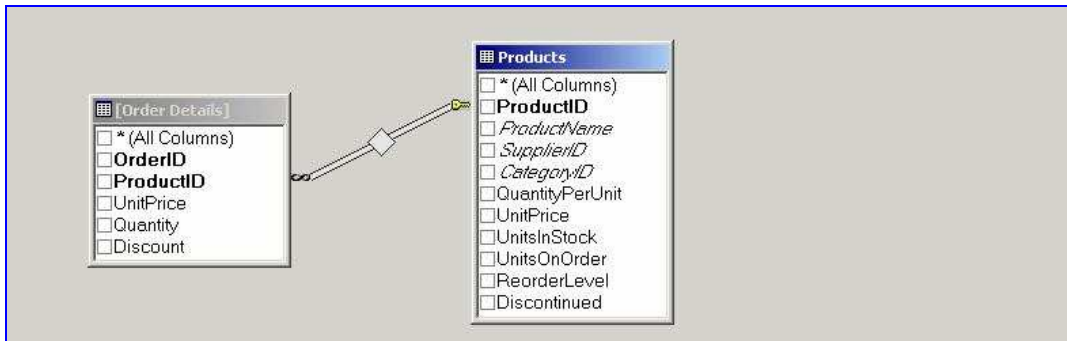 [Order Details]
* (All Columns)
OrderID
ProductID
UnitPrice
Quantity
Discount
Products
* (All Columns)
ProductID
ProductName
SupplierID
CategoryID
QuantityPerUnit
UnitPrice
UnitsInStock
UnitsOnOrder
ReorderLevel
Discontinued